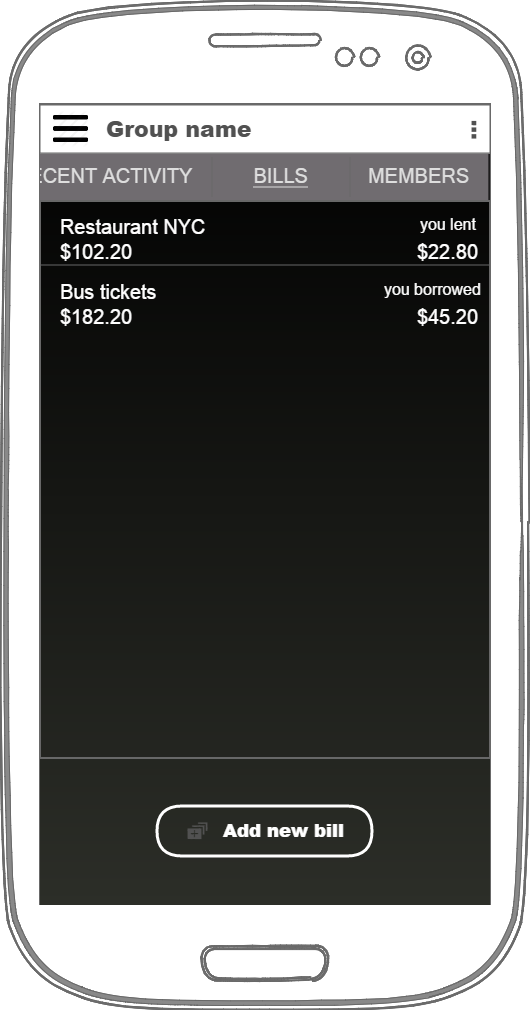 Group name
ECENT ACTIVITY BILLS MEMBERS
Restaurant NYC you lent
$102.20 $22.80
Bus tickets you borrowed
$182.20 $45.20
Add new bill